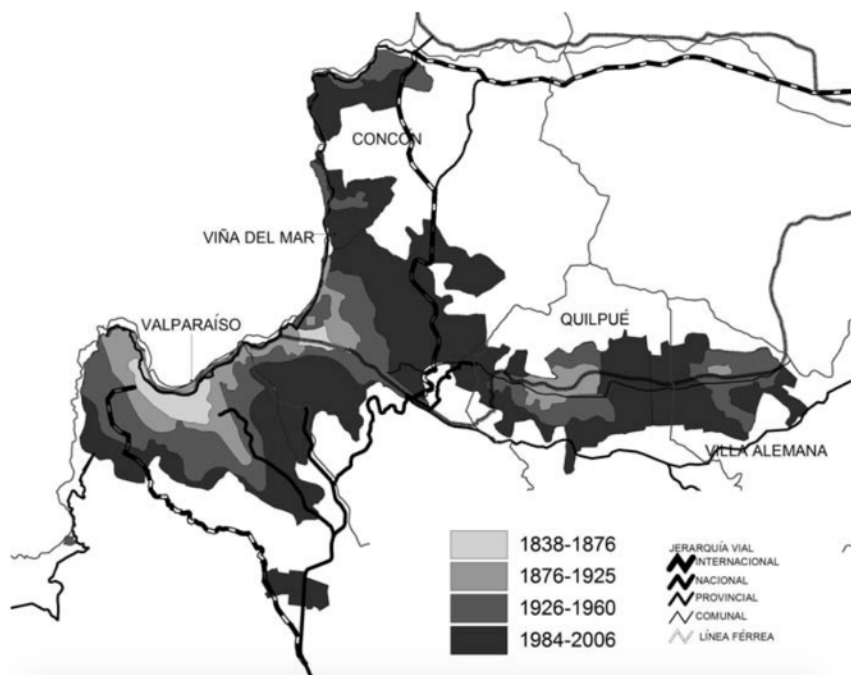 CONCÓN
VIÑA DEL MAR
VALPARAÍSO
QUILPUÉ
VILLA ALEMANA
1838-1876
1876-1925
1926-1960
1984-2006
JERARQUÍA VIAL
INTERNACIONAL
NACIONAL
PROVINCIAL
COMUNAL
LÍNEA FÉRREA